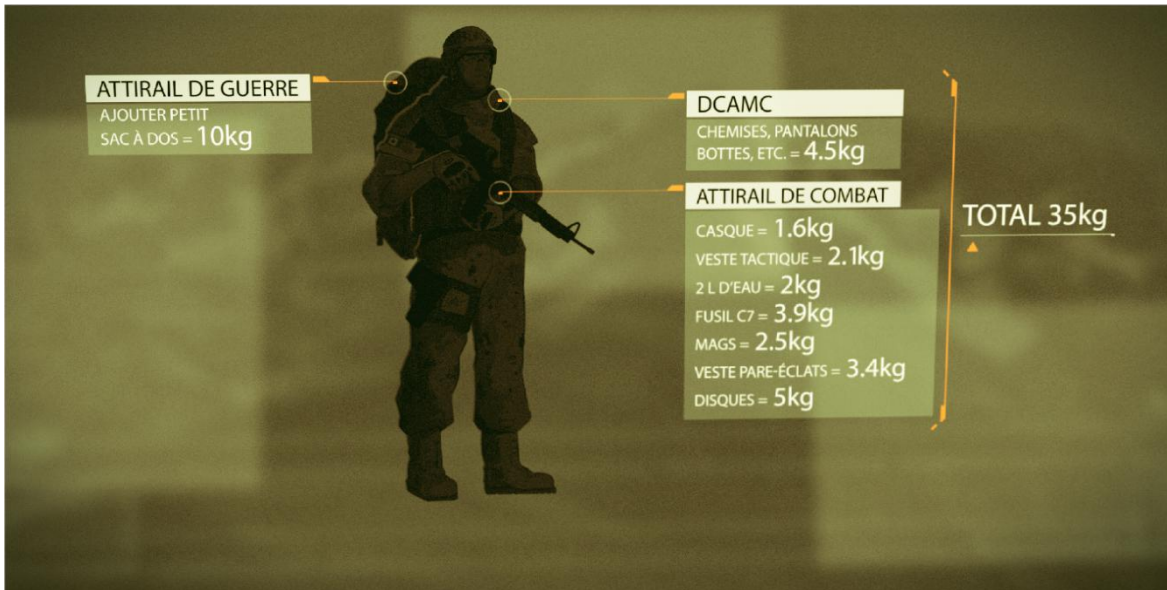 ATTIRAIL DE GUERRE
AJOUTER PETIT
SAC À DOS = 10kg
DCAMC
CHEMISES, PANTALONS
BOTTES, ETC. = 4.5kg
ATTIRAIL DE COMBAT
CASQUE = 1.6kg
VESTE TACTIQUE = 2.1kg
2 L D'EAU = 2kg
FUSIL C7 = 3.9kg
MAGS = 2.5kg
VESTE PARE-ÉCLATS = 3.4kg
DISQUES = 5kg
TOTAL 35kg